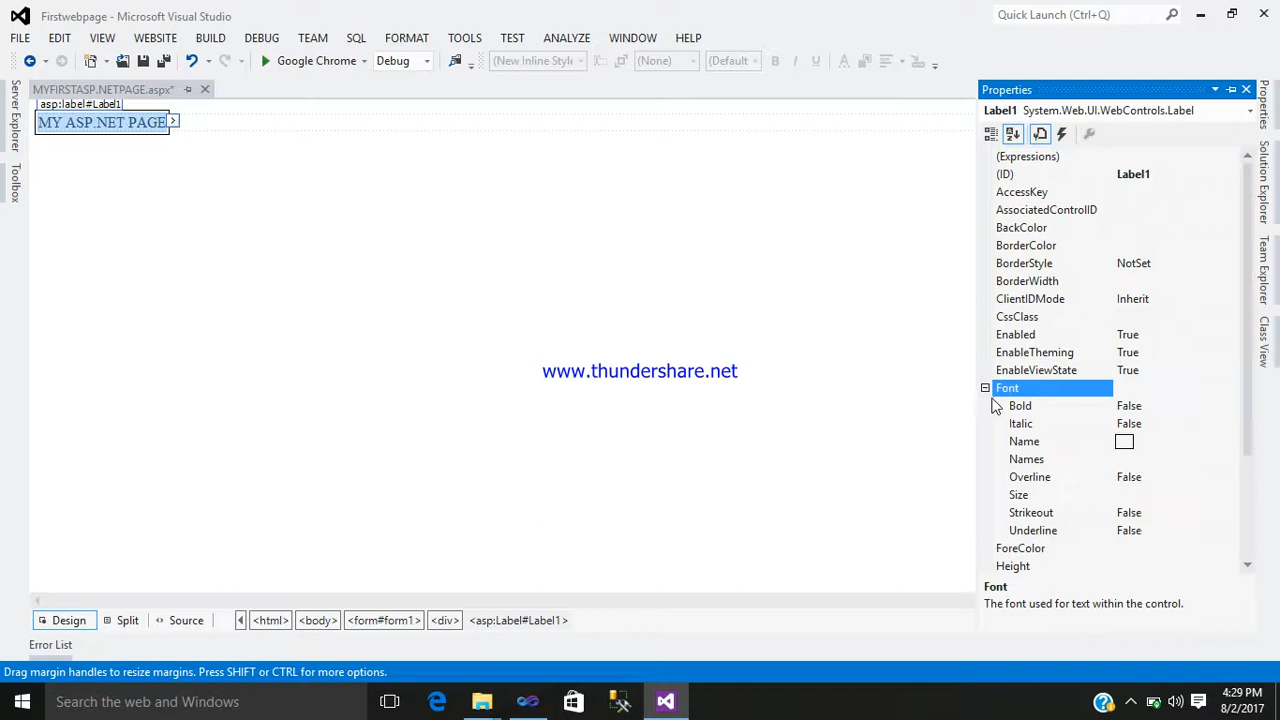 Firstwebpage - Microsoft Visual Studio
Quick Launch (Ctrl+Q)
FILE EDIT VIEW WEBSITE BUILD DEBUG TEAM SQL FORMAT TOOLS TEST ANALYZE WINDOW HELP
Google Chrome Debug (New Inline Style (None) (Default) B I U
MYFIRSTASP.NETPAGE.aspx*
asp:label#Label1
MY ASP.NET PAGE
Server Explorer
Toolbox
www.thundershare.net
Properties
Label1 System.Web.UI.WebControls.Label
(Expressions)
(ID) Label1
AccessKey
AssociatedControlID
BackColor
BorderColor
BorderStyle NotSet
BorderWidth
ClientIDMode Inherit
CssClass
Enabled True
EnableTheming True
EnableViewState True
Font
Bold False
Italic False
Name
Names
Overline False
Size
Strikeout False
Underline False
ForeColor
Height
Font
The font used for text within the control.
Properties
Solution Explorer
Team Explorer
Class View
Design Split Source <html> <body> <form#form1> <div> <asp:Label#Label1>
Error List
Drag margin handles to resize margins. Press SHIFT or CTRL for more options.
Search the web and Windows
4:29 PM
8/2/2017